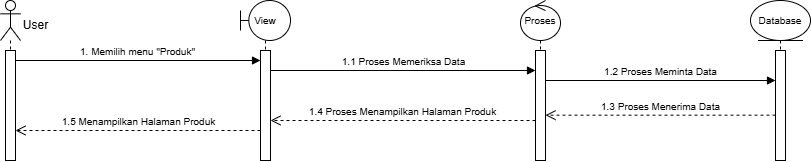 User
View
Proses
Database
1. Memilih menu "Produk"
1.1 Proses Memeriksa Data
1.2 Proses Meminta Data
1.3 Proses Menerima Data
1.4 Proses Menampilkan Halaman Produk
1.5 Menampilkan Halaman Produk